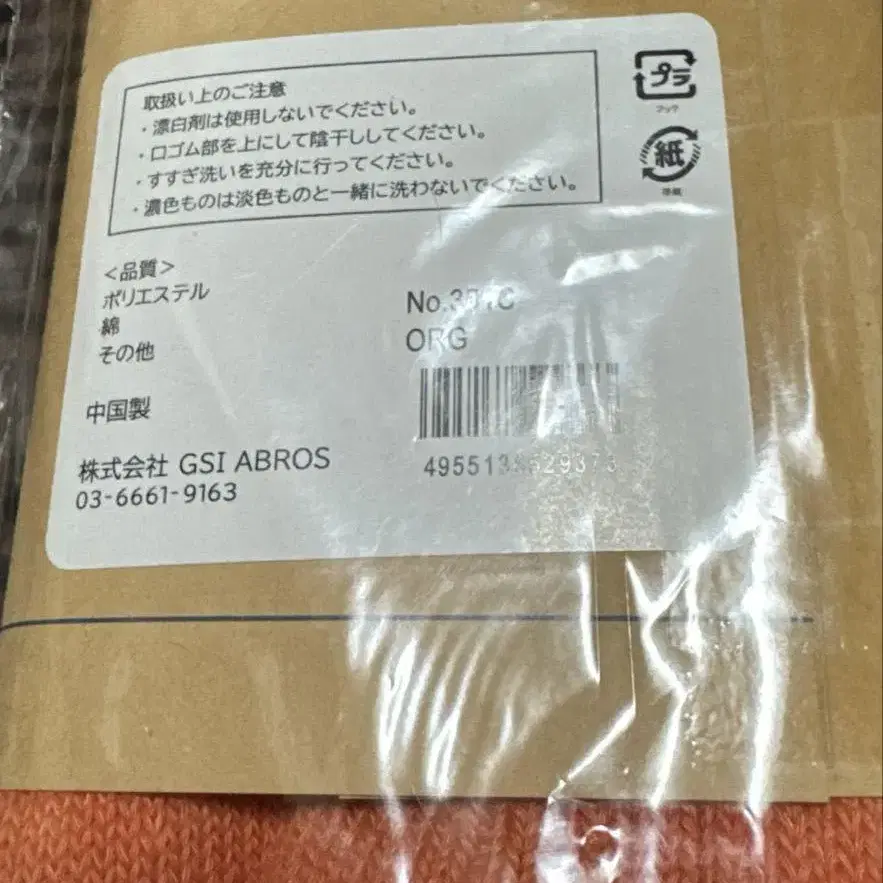 取扱い上のご注意
・漂白剤は使用しないでください。
・口ゴム部を上にして陰干ししてください。
・すすぎ洗いを充分に行ってください。
・濃色ものは淡色ものと一緒に洗わないでください。
プラ
フック
紙
<品質>
ポリエステル
綿
その他
中国製
株式会社 GSI ABROS
03-6661-9163
ORG